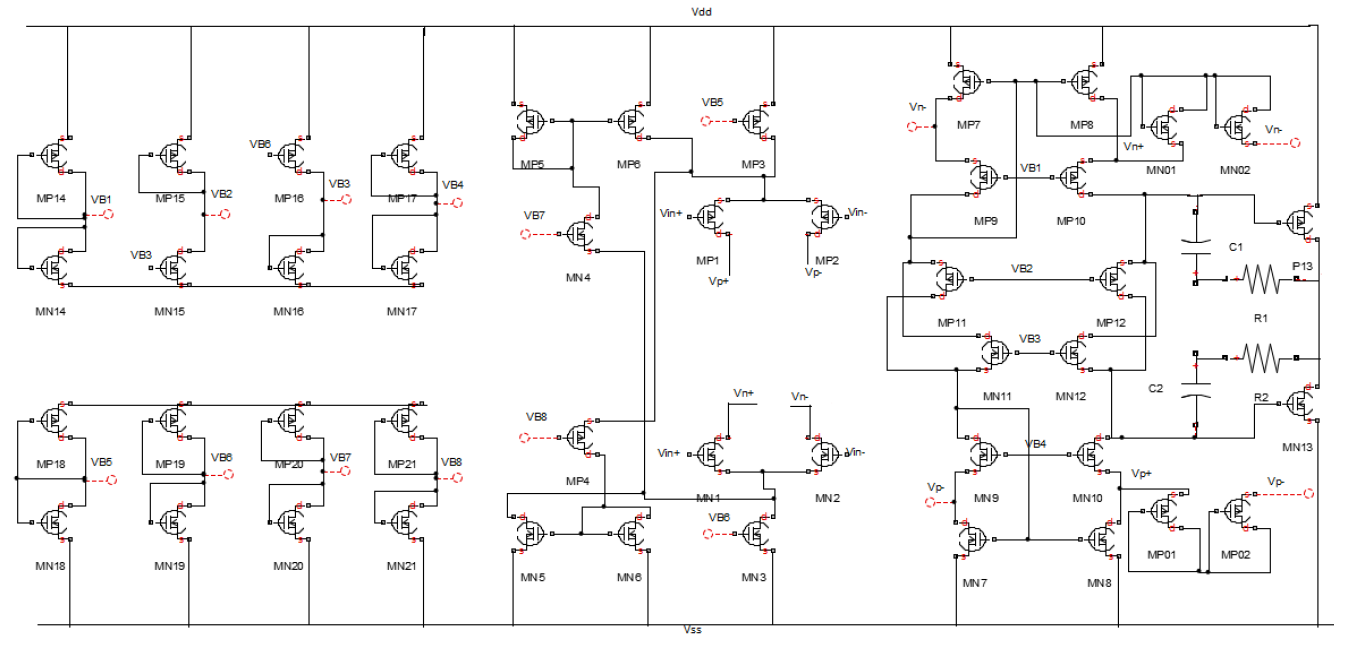 Vdd
MP14
VB1
MN14
MP15
VB2
VB3
MN15
VB6
MP16
VB3
MN16
MP17
VB4
MN17
MP18
VB5
MN18
MP19
VB6
MN19
MP20
VB7
MN20
MP21
VB8
MN21
MP5
MP6
VB5
MP3
VB7
MN4
Vin+
MP1
Vp+
Vin-
MP2
Vp-
VB8
MP4
Vn+
Vn-
Vin+
MN1
Vin-
MN2
VB6
MN3
MN5
MN6
Vn-
MP7
MP8
Vn+
MN01
MN02
Vn-
MP9
VB1
MP10
MP11
VB2
MP12
VB3
MN11
MN12
C1
P13
R1
C2
R2
MN13
VB4
MN9
MN10
Vp-
Vp+
MP01
MP02
Vp-
MN7
MN8
Vss